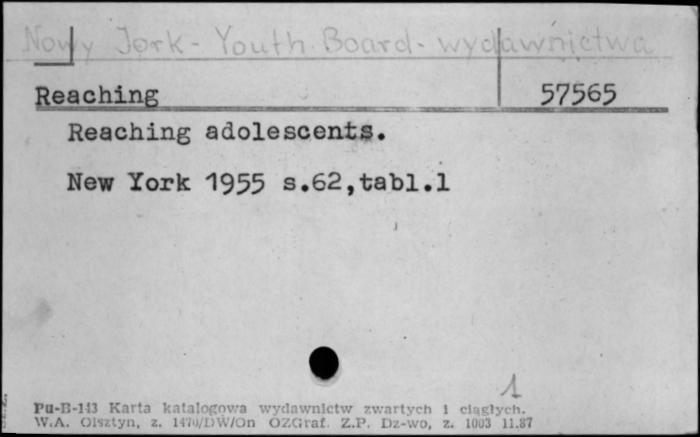 Nowy Jork - Youth Board - wydawnictwa
Reaching 57565
Reaching adolescents.
New York 1955 s.62,tabl.1
1
Pu-B-143 Karta katalogowa wydawnictw zwartych i ciągłych.
W.A. Olsztyn, z. 1470/DW/On OZGraf. Z.P. Dz-wo, z. 1003 11.87